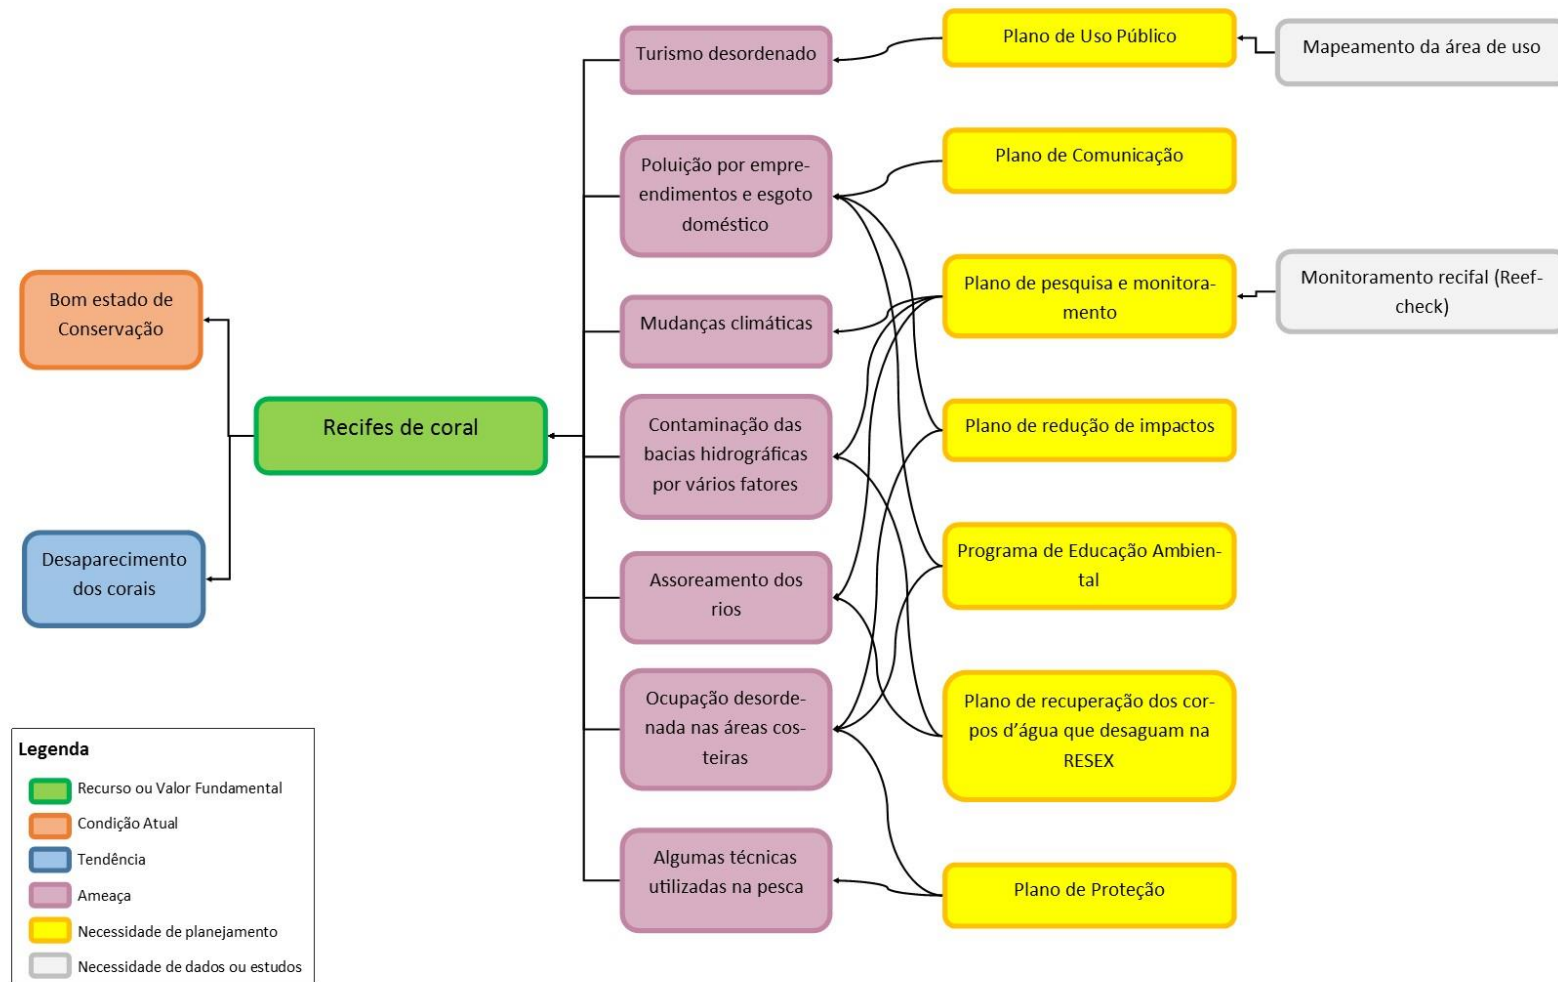 Bom estado de
Conservação
Desaparecimento
dos corais
Recifes de coral
Turismo desordenado
Poluição por empre-
endimentos e esgoto
doméstico
Mudanças climáticas
Contaminação das
bacias hidrográficas
por vários fatores
Assoreamento dos
rios
Ocupação desorde-
nada nas áreas cos-
teiras
Algumas técnicas
utilizadas na pesca
Plano de Uso Público
Plano de Comunicação
Plano de pesquisa e monitora-
mento
Plano de redução de impactos
Programa de Educação Ambien-
tal
Plano de recuperação dos cor-
pos d’água que desaguam na
RESEX
Plano de Proteção
Mapeamento da área de uso
Monitoramento recifal (Reef-
check)
Legenda
Recurso ou Valor Fundamental
Condição Atual
Tendência
Ameaça
Necessidade de planejamento
Necessidade de dados ou estudos